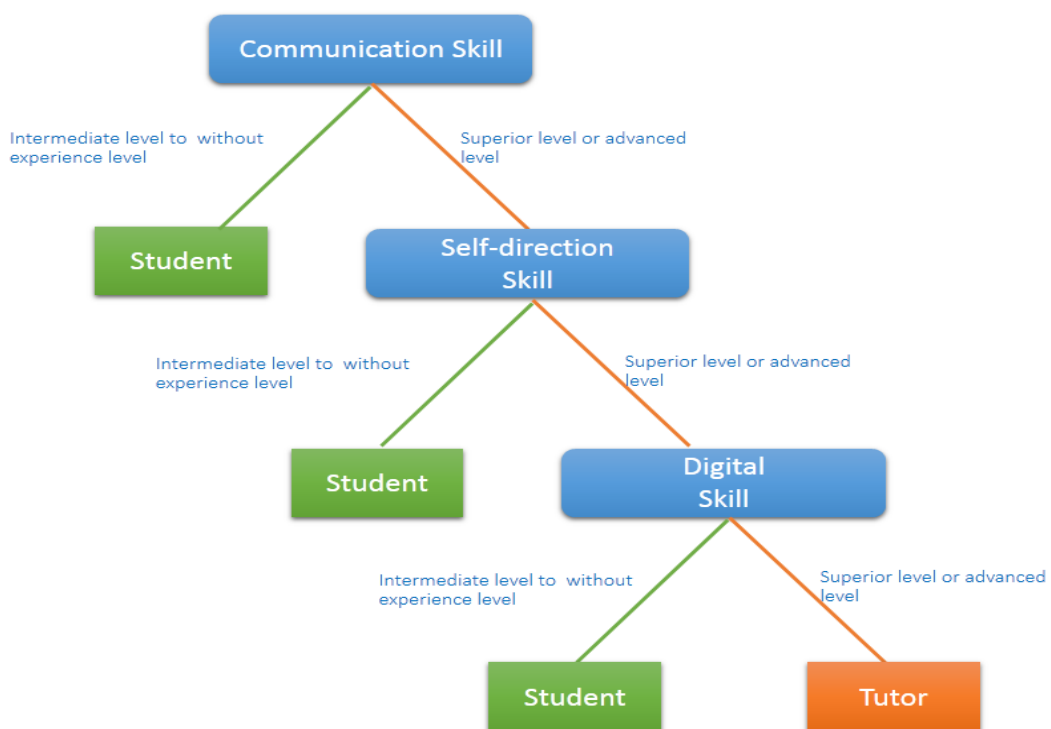 Communication Skill
Intermediate level to  without
experience level
Superior level or advanced
level
Student
Self-direction
Skill
Intermediate level to  without
experience level
Superior level or advanced
level
Student
Digital
Skill
Intermediate level to  without
experience level
Superior level or advanced
level
Student
Tutor